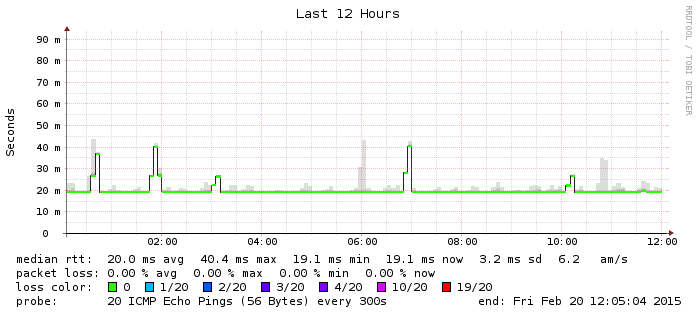 Last 12 Hours
RRDTOOL / TOBI OETIKER
Seconds
90 m
80 m
70 m
60 m
50 m
40 m
30 m
20 m
10 m
0
02:00 04:00 06:00 08:00 10:00 12:00
median rtt: 20.0 ms avg 40.4 ms max 19.1 ms min 19.1 ms now 3.2 ms sd 6.2 am/s
packet loss: 0.00 % avg 0.00 % max 0.00 % min 0.00 % now
loss color: 0 1/20 2/20 3/20 4/20 10/20 19/20
probe: 20 ICMP Echo Pings (56 Bytes) every 300s end: Fri Feb 20 12:05:04 2015